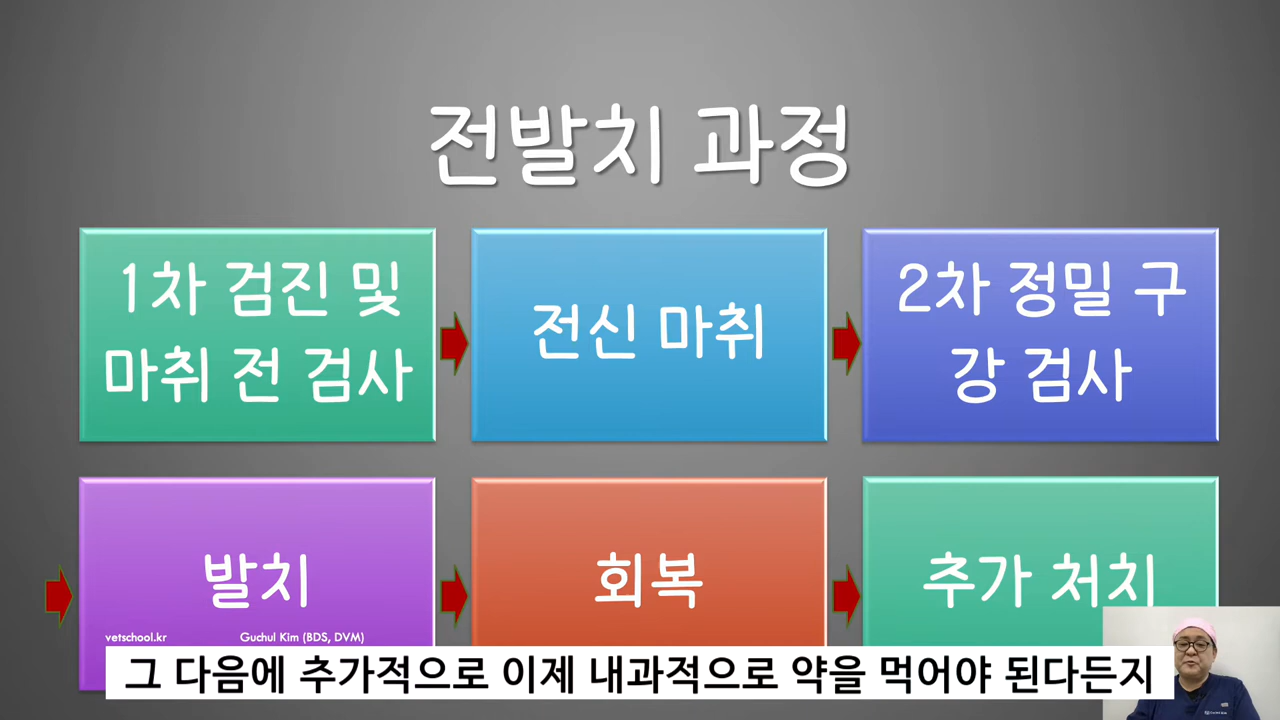 전발치 과정
1차 검진 및
마취 전 검사
전신 마취
2차 정밀 구
강 검사
발치
회복
추가 처치
vetschool.kr
Guchul Kim (BDS, DVM)
그 다음에 추가적으로 이제 내과적으로 약을 먹어야 된다든지